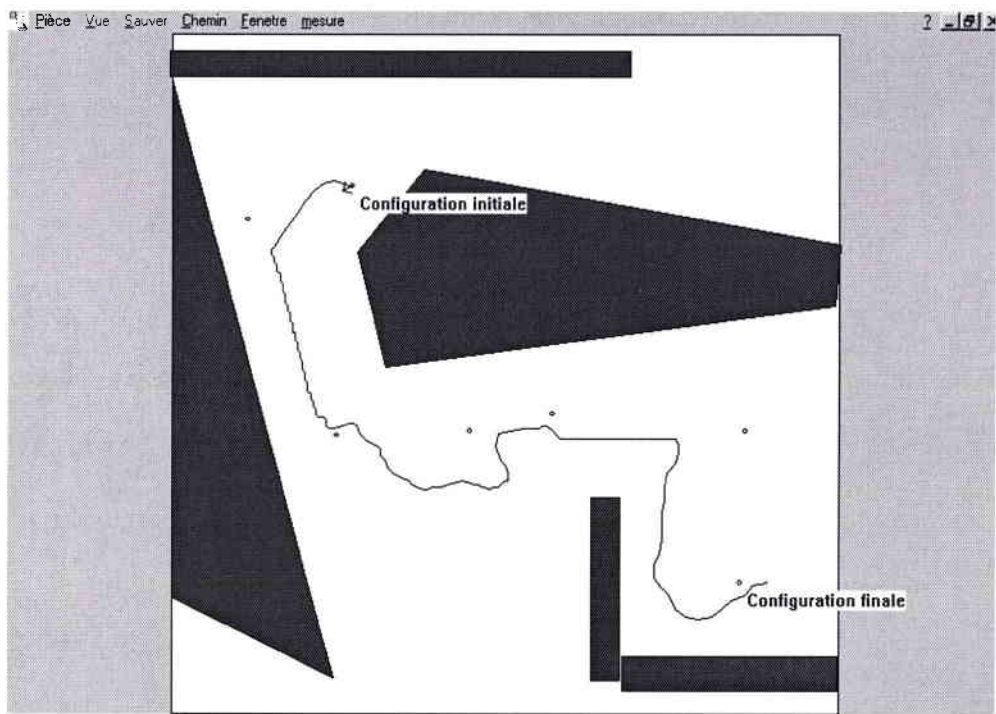 Pièce Vue Sauver Chemin Fenetre mesure ?
Configuration initiale
Configuration finale